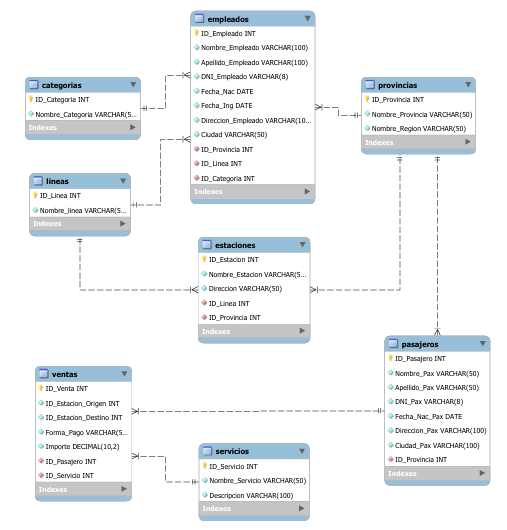 empleados
ID_Empleado INT
Nombre_Empleado VARCHAR(100)
Apellido_Empleado VARCHAR(100)
DNI_Empleado VARCHAR(8)
Fecha_Nac DATE
Fecha_Ing DATE
Direccion_Empleado VARCHAR(10...
Ciudad VARCHAR(50)
ID_Provincia INT
ID_Linea INT
ID_Categoria INT
Indexes
categorias
ID_Categoria INT
Nombre_Categoria VARCHAR(5...
Indexes
provincias
ID_Provincia INT
Nombre_Provincia VARCHAR(50)
Nombre_Region VARCHAR(50)
Indexes
lineas
ID_Linea INT
Nombre_linea VARCHAR(5...
Indexes
estaciones
ID_Estacion INT
Nombre_Estacion VARCHAR(5...
Direccion VARCHAR(50)
ID_Linea INT
ID_Provincia INT
Indexes
pasajeros
ID_Pasajero INT
Nombre_Pax VARCHAR(50)
Apellido_Pax VARCHAR(50)
DNI_Pax VARCHAR(8)
Fecha_Nac_Pax DATE
Direccion_Pax VARCHAR(100)
Ciudad_Pax VARCHAR(100)
ID_Provincia INT
Indexes
ventas
ID_Venta INT
ID_Estacion_Origen INT
ID_Estacion_Destino INT
Forma_Pago VARCHAR(5...
Importe DECIMAL(10,2)
ID_Pasajero INT
ID_Servicio INT
Indexes
servicios
ID_Servicio INT
Nombre_Servicio VARCHAR(50)
Descripcion VARCHAR(100)
Indexes